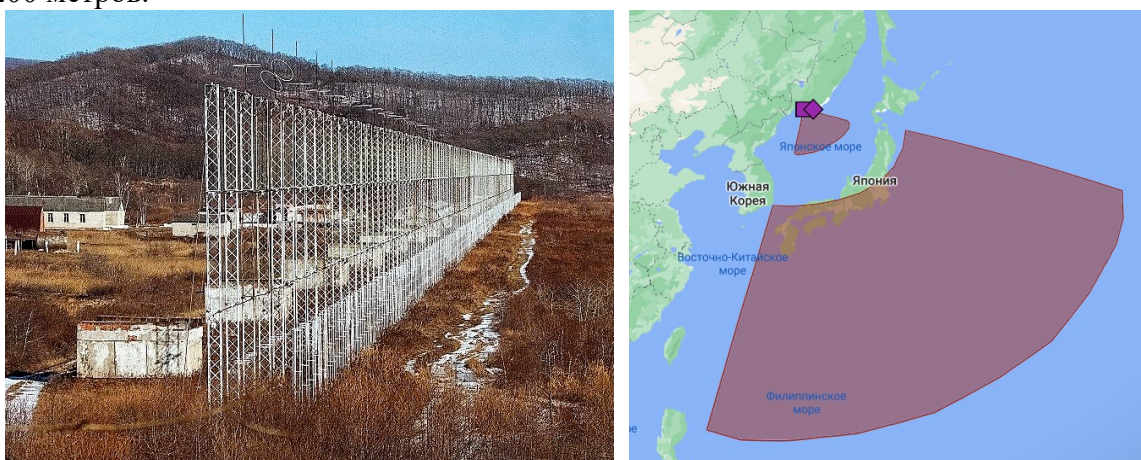 Японское море
Южная
Корея
Япония
Восточно-Китайское
море
Филиппинское
море
е